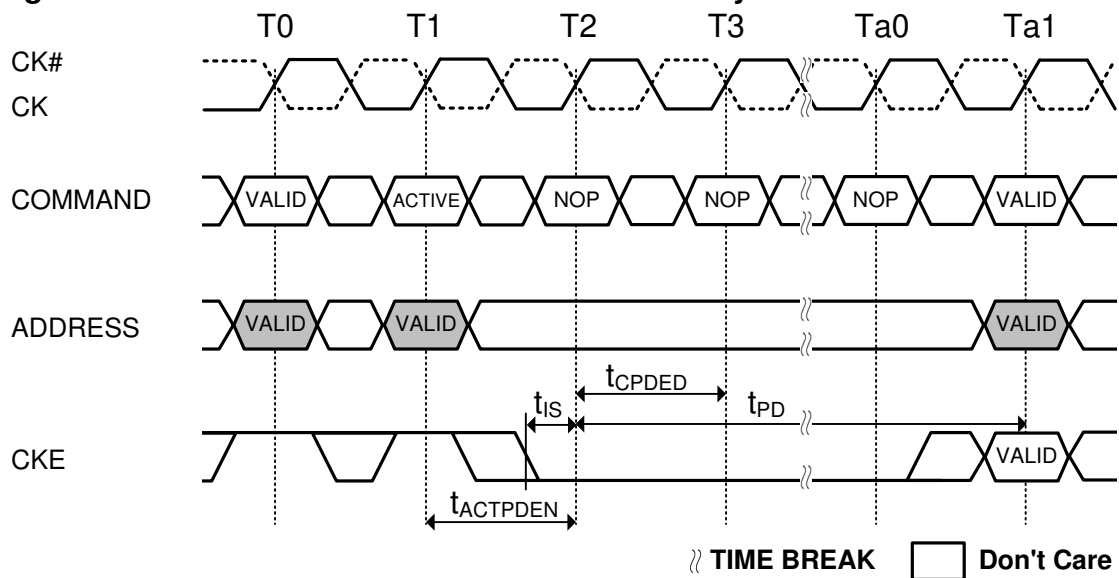 T0 T1 T2 T3 Ta0 Ta1
CK#
CK
COMMAND VALID ACTIVE NOP NOP NOP VALID
ADDRESS VALID VALID VALID
tCPDED
tIS tPD
CKE VALID
tACTPDEN
TIME BREAK Don't Care